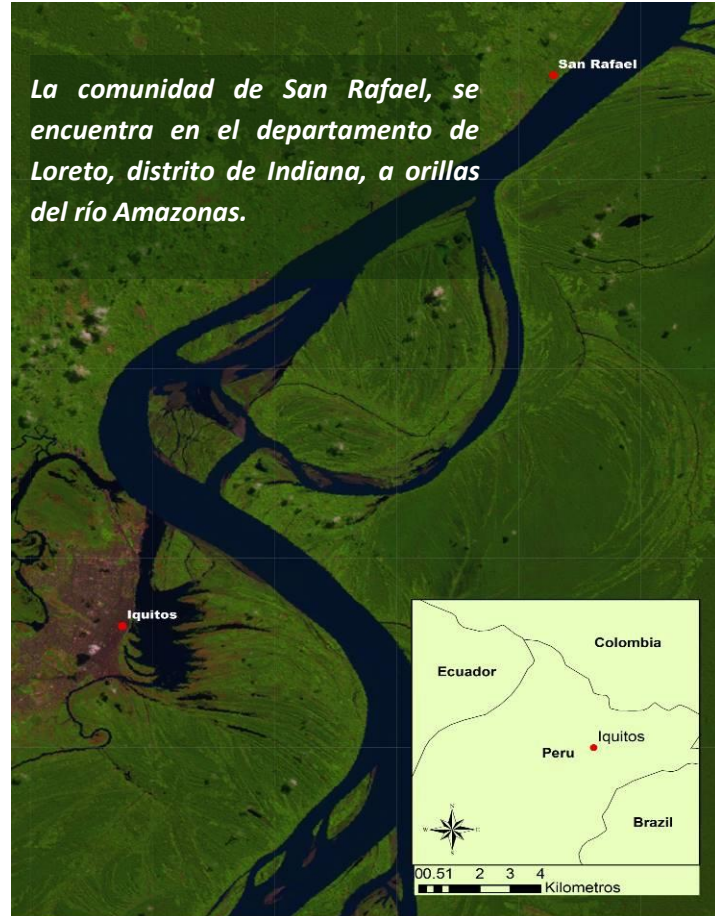 San Rafael
La comunidad de San Rafael, se
encuentra en el departamento de
Loreto, distrito de Indiana, a orillas
del río Amazonas.
Iquitos
Colombia
Ecuador
Iquitos
Peru
N
W E
S
Brazil
00.51 2 3 4
Kilometros